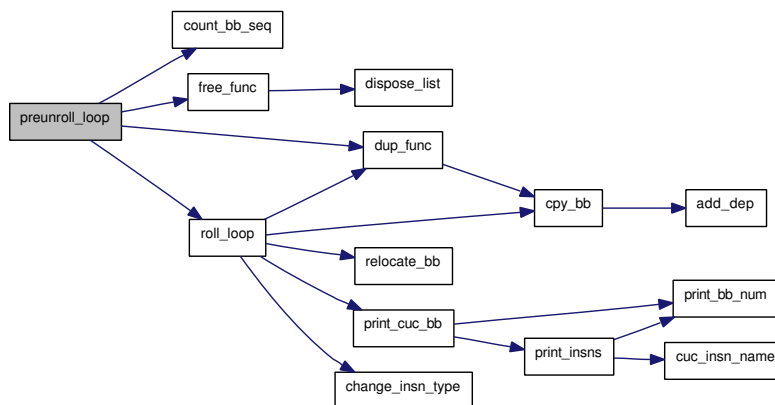 count_bb_seq
free_func
dispose_list
preunroll_loop
dup_func
cpy_bb
add_dep
roll_loop
relocate_bb
print_bb_num
print_cuc_bb
print_insns
cuc_insn_name
change_insn_type